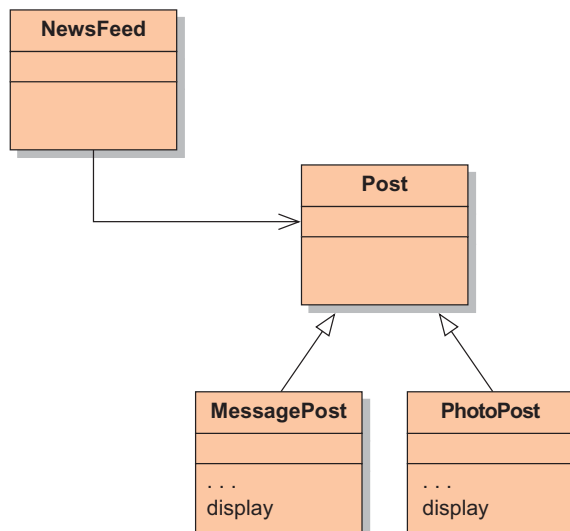 NewsFeed
Post
MessagePost
. . .
display
PhotoPost
. . .
display